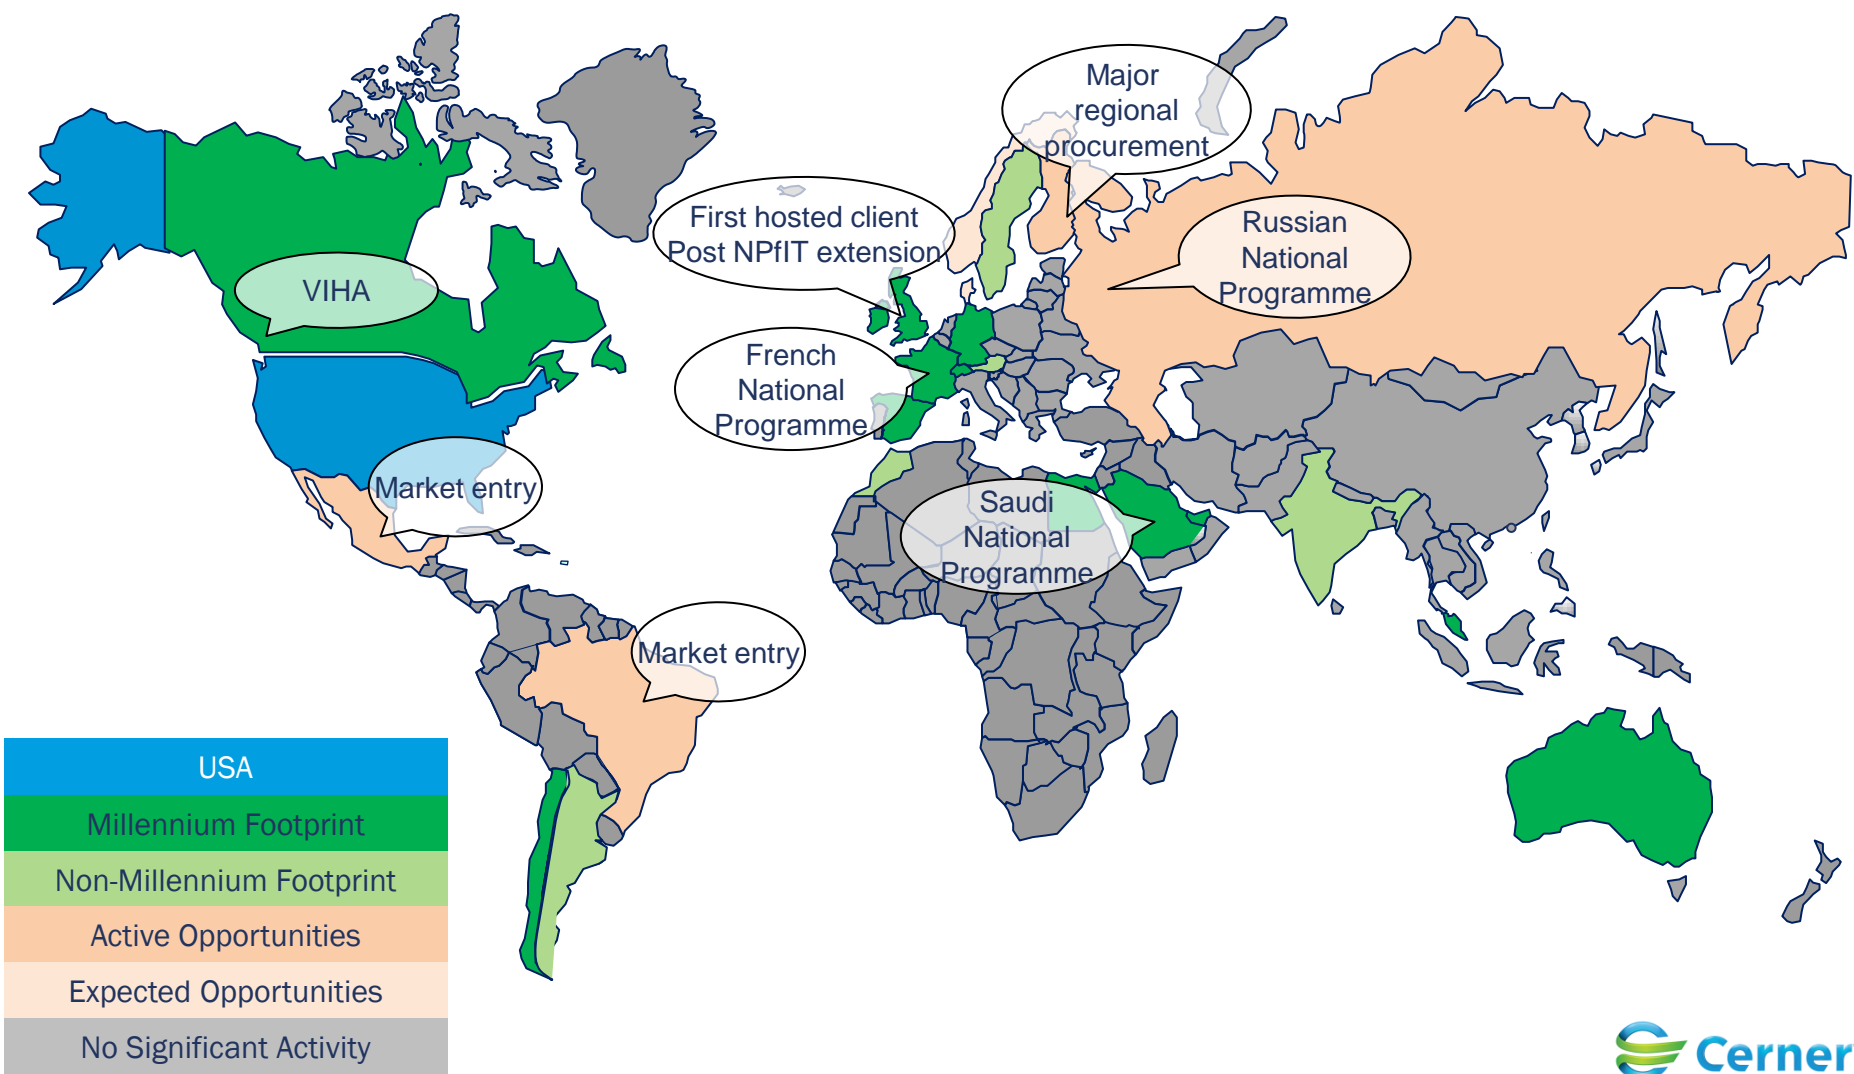 Major
regional
procurement
First hosted client
Post NPfIT extension
Russian
National
Programme
VIHA
French
National
Programme
Market entry
Saudi
National
Programme
Market entry
USA
Millennium Footprint
Non-Millennium Footprint
Active Opportunities
Expected Opportunities
No Significant Activity
Cerner